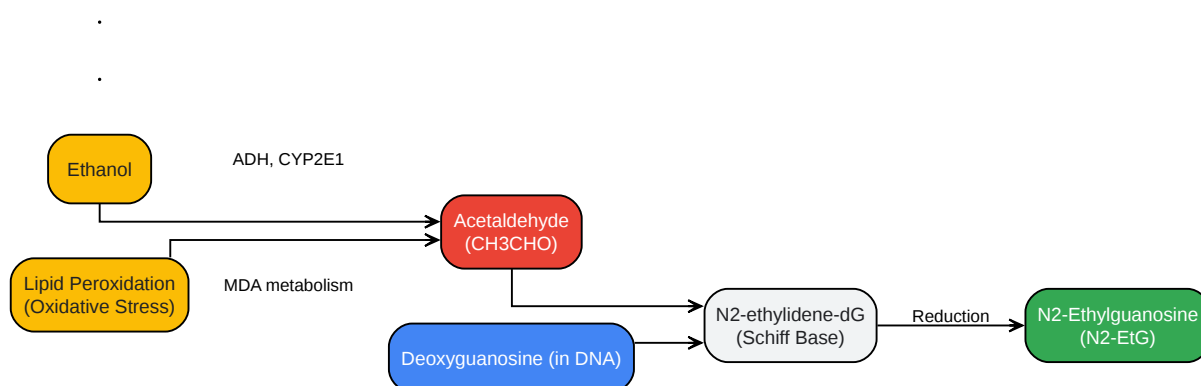 Ethanol
ADH, CYP2E1
Acetaldehyde
(CH3CHO)
Lipid Peroxidation
(Oxidative Stress)
MDA metabolism
Deoxyguanosine (in DNA)
N2-ethylidene-dG
(Schiff Base)
Reduction
N2-Ethylguanosine
(N2-EtG)